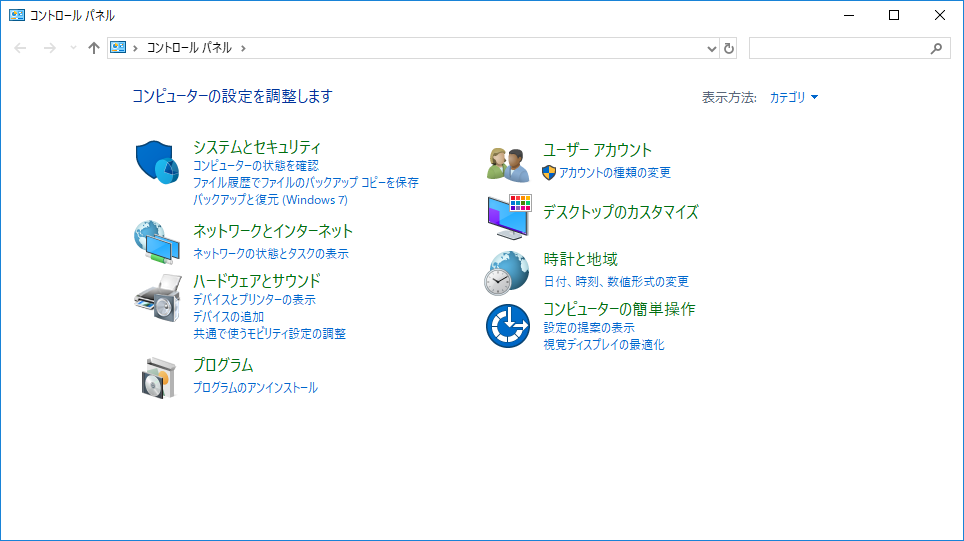 コントロール パネル
コントロール パネル
コンピューターの設定を調整します
表示方法: カテゴリ
システムとセキュリティ
コンピューターの状態を確認
ファイル履歴でファイルのバックアップ コピーを保存
バックアップと復元 (Windows 7)
ネットワークとインターネット
ネットワークの状態とタスクの表示
ハードウェアとサウンド
デバイスとプリンターの表示
デバイスの追加
共通で使うモビリティ設定の調整
プログラム
プログラムのアンインストール
ユーザー アカウント
アカウントの種類の変更
デスクトップのカスタマイズ
時計と地域
日付、時刻、数値形式の変更
コンピューターの簡単操作
設定の提案の表示
視覚ディスプレイの最適化